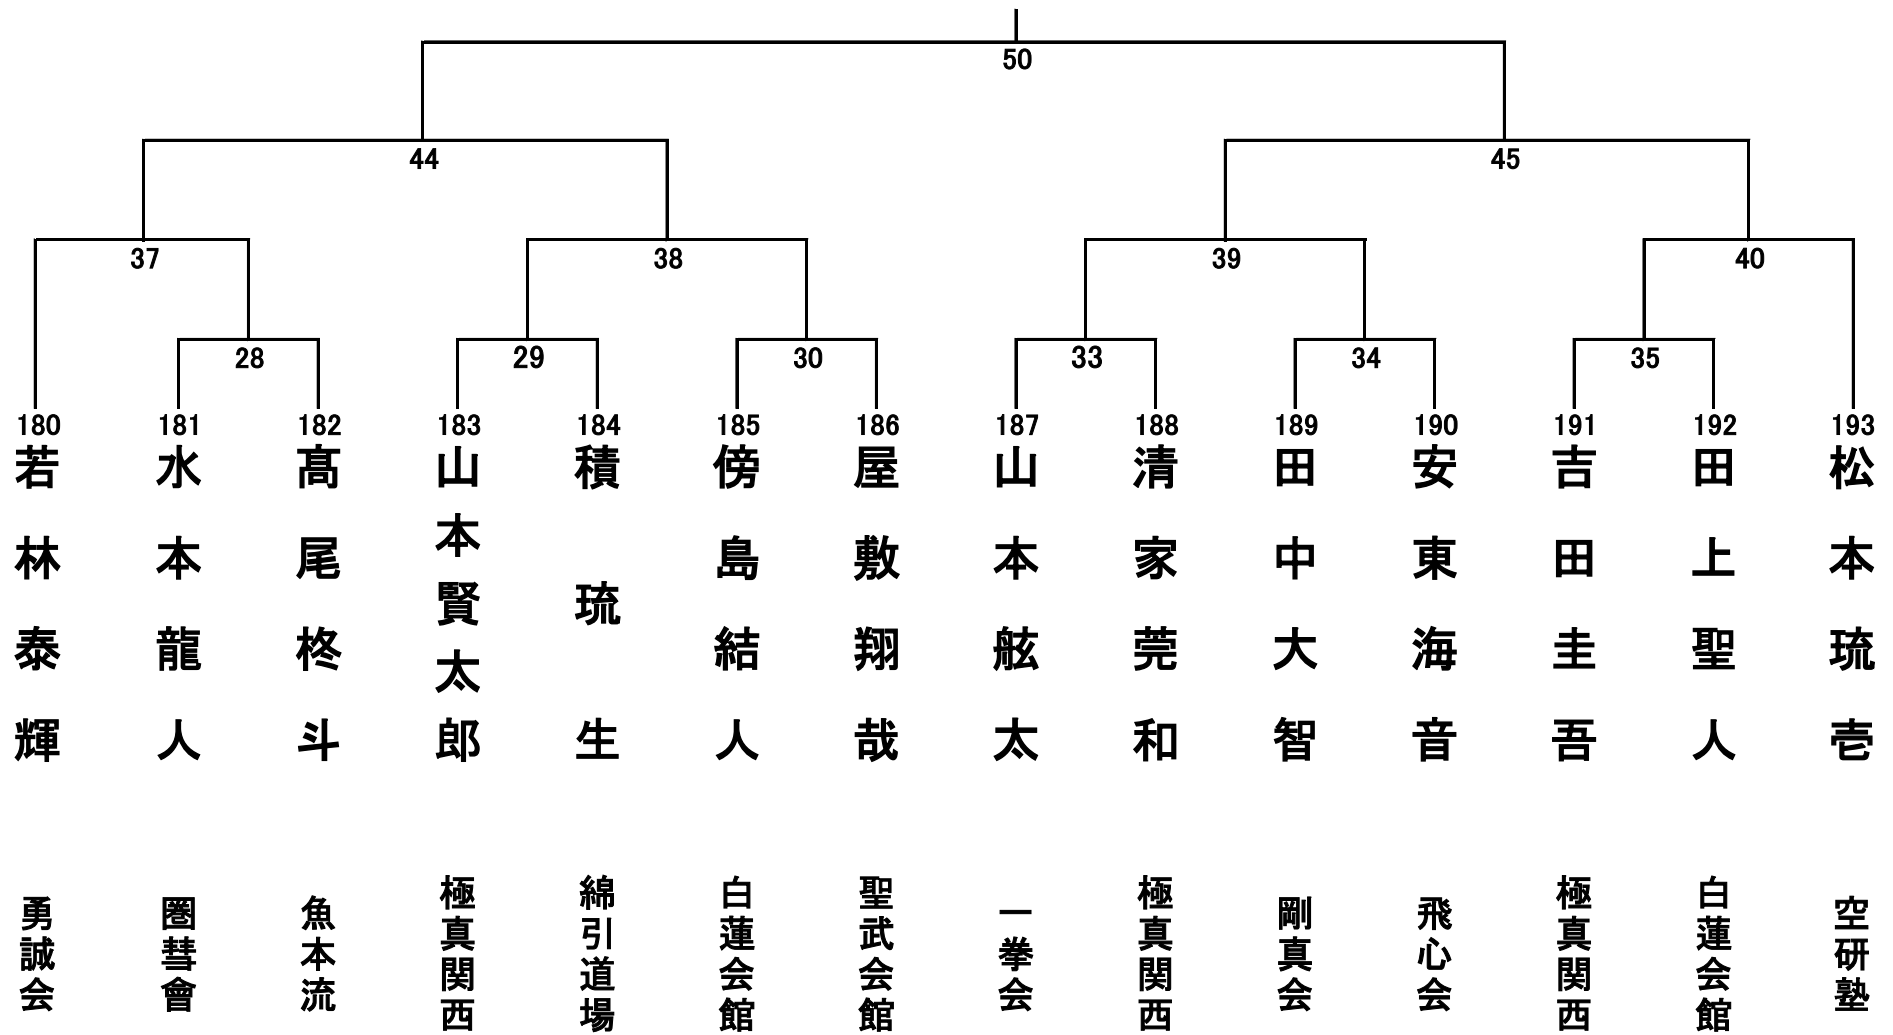 50
44
45
37
38
39
40
28
29
30
33
34
35
180
181
182
183
184
185
186
187
188
189
190
191
192
193
若林泰輝
水本龍人
髙尾柊斗
山本賢太郎
積琉生
傍島結人
屋敷翔哉
山本舷太
清家莞和
田中大智
安東海音
吉田圭吾
田上聖人
松本琉壱
勇誠会
圏彗會
魚本流
極真関西
綿引道場
白蓮会館
聖武会館
一拳会
極真関西
剛真会
飛心会
極真関西
白蓮会館
空研塾